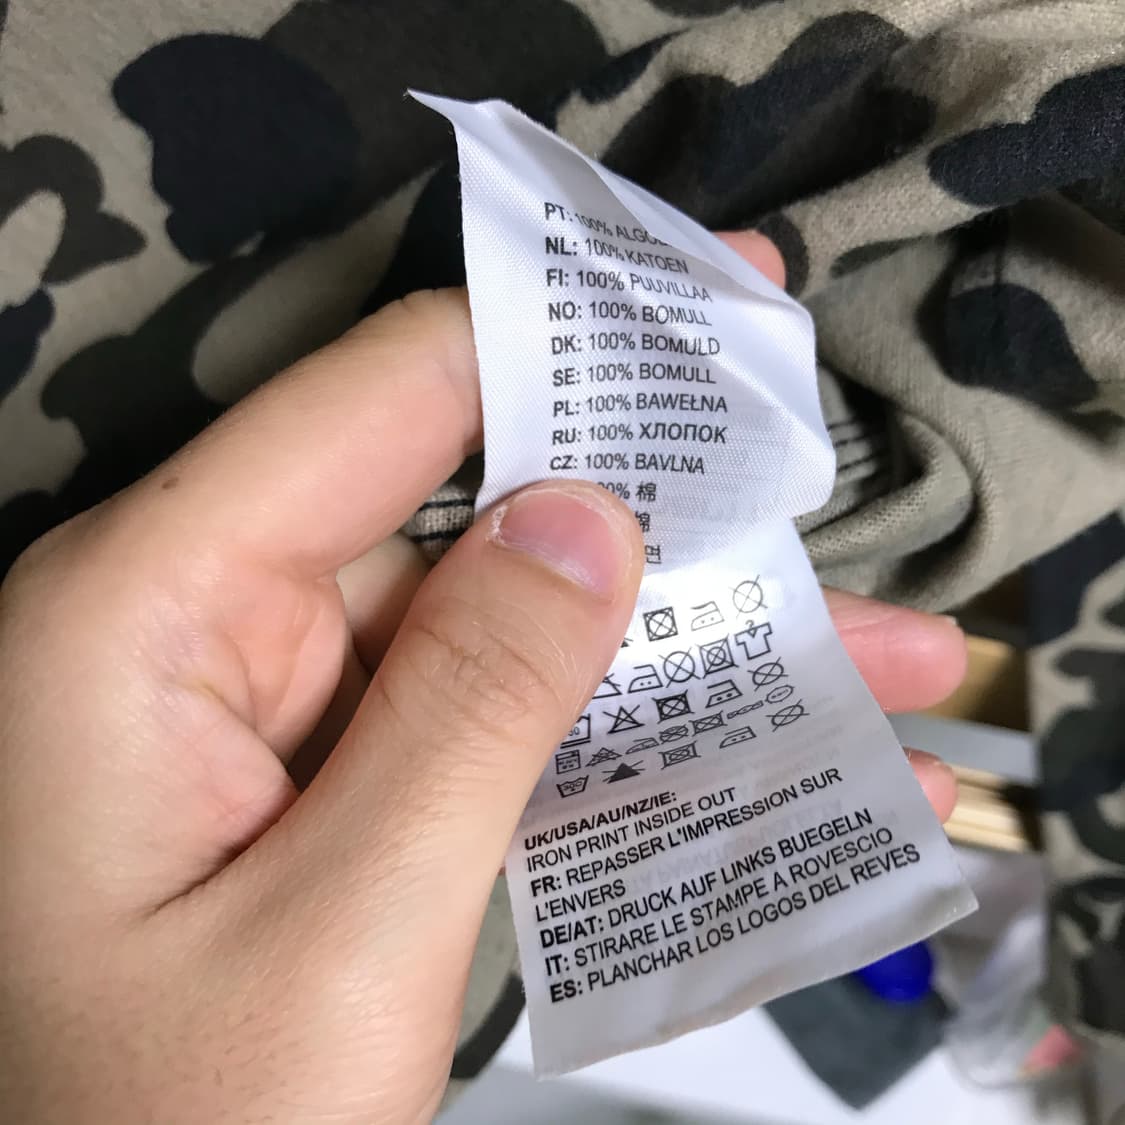 PT: 100%
NL: 100% KATOEN
FI: 100% PUUVILLAA
NO: 100% BOMULL
DK: 100% BOMULD
SE: 100% BOMULL
PL: 100% BAWEŁNA
RU: 100% ХЛОПОК
CZ: 100% BAVLNA
棉
棉
면
UK/USA/AU/NZ/IE:
IRON PRINT INSIDE OUT
FR: REPASSER L'IMPRESSION SUR
L'ENVERS
DE/AT: DRUCK AUF LINKS BUEGELN
IT: STIRARE LE STAMPE A ROVESCIO
ES: PLANCHAR LOS LOGOS DEL REVES